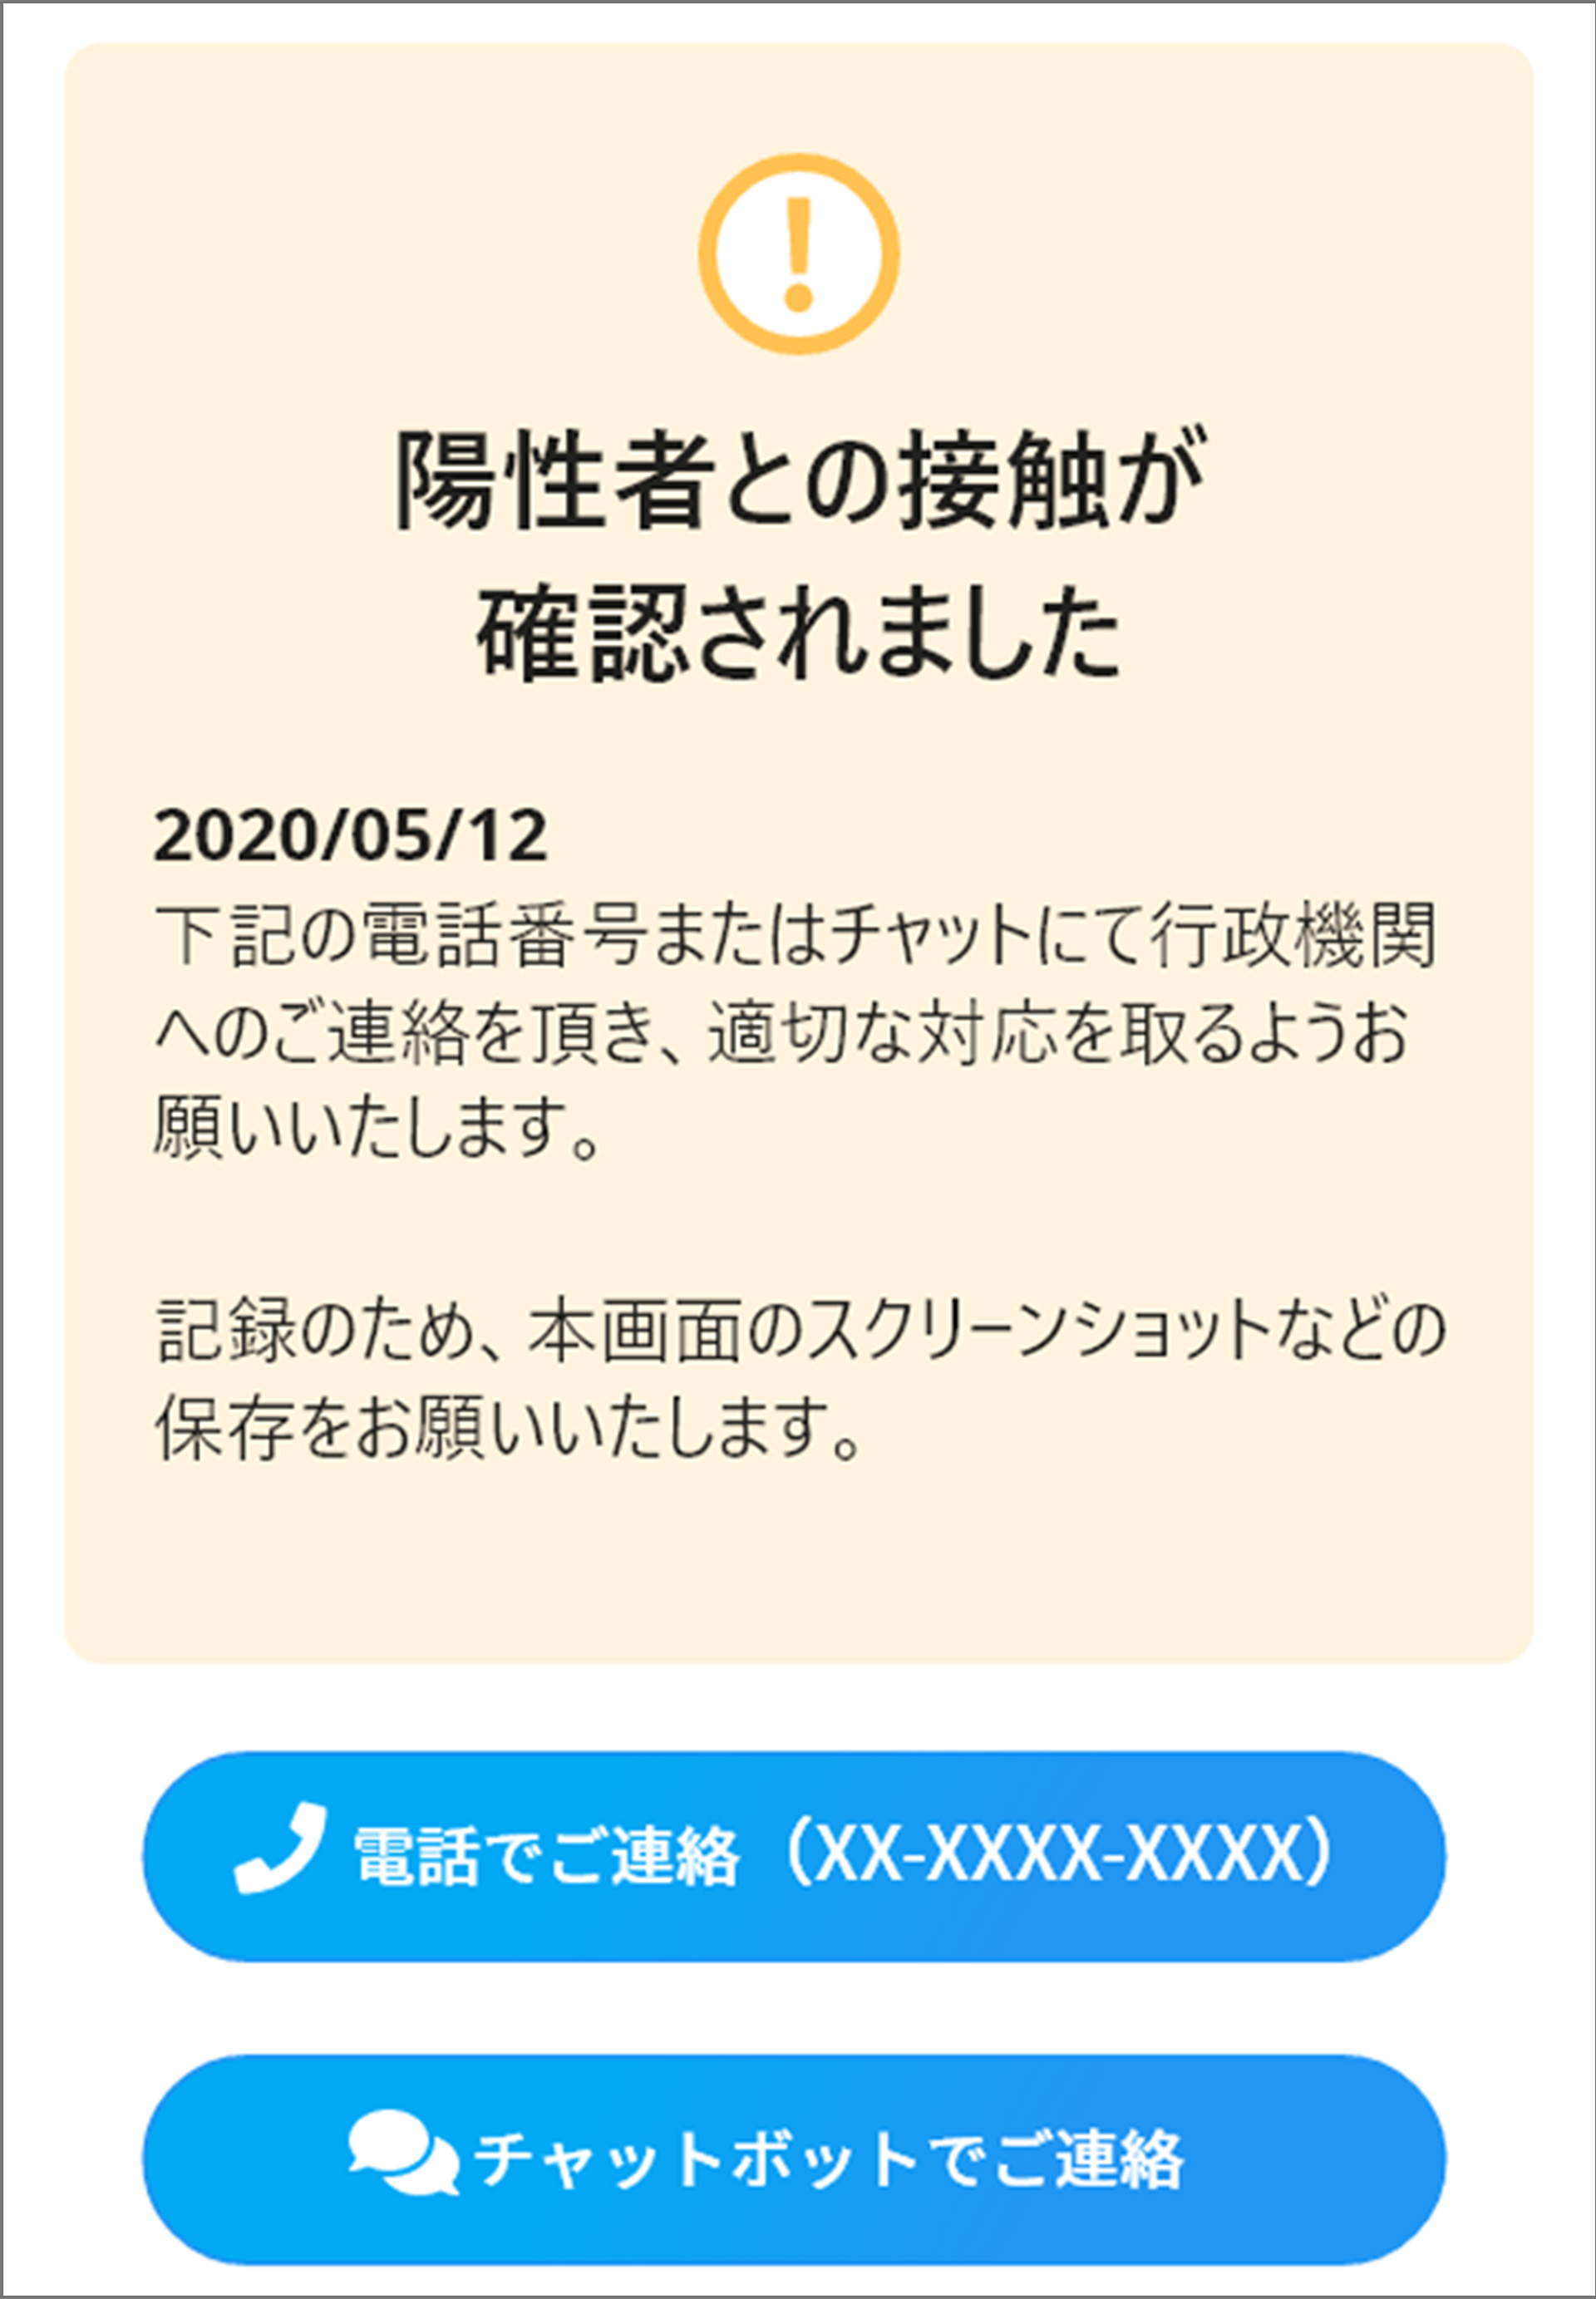 陽性者との接触が
確認されました
2020/05/12
下記の電話番号またはチャットにて行政機関
へのご連絡を頂き、適切な対応を取るようお
願いいたします。
記録のため、本画面のスクリーンショットなどの
保存をお願いいたします。
電話でご連絡（XX-XXXX-XXXX）
チャットボットでご連絡